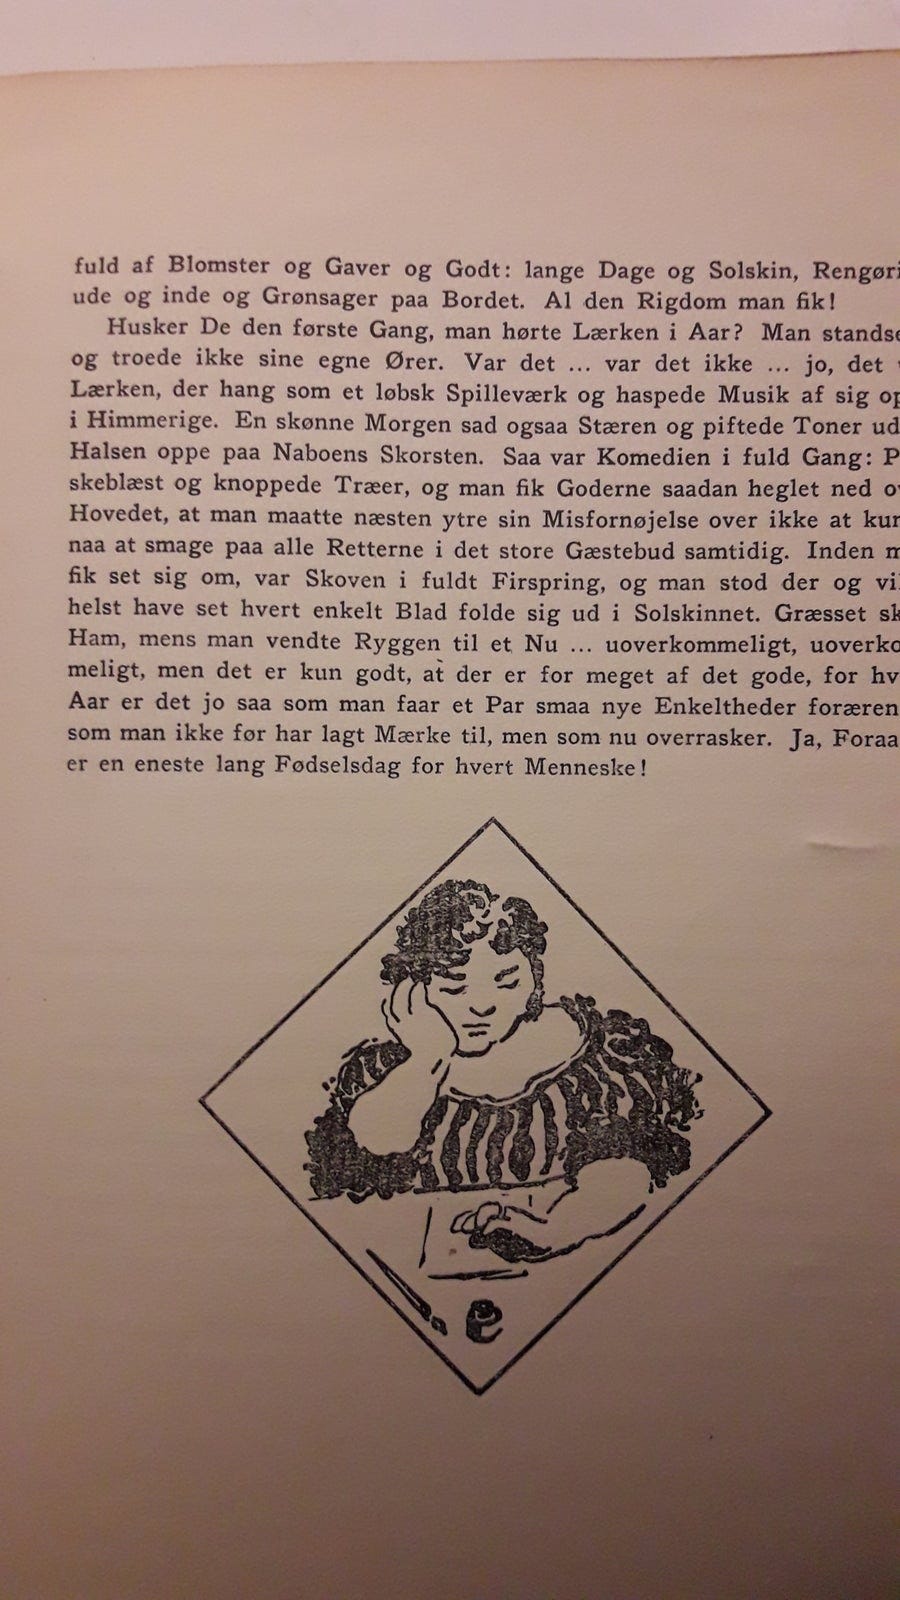 fuld af Blomster og Gaver og Godt: lange Dage og Solskin, Rengøri
ude og inde og Grønsager paa Bordet. Al den Rigdom man fik!
Husker De den første Gang, man hørte Lærken i Aar? Man standse
og troede ikke sine egne Ører. Var det ... var det ikke ... jo, det
Lærken, der hang som et løbsk Spilleværk og haspede Musik af sig op
i Himmerige. En skønne Morgen sad ogsaa Stæren og piftede Toner ud
Halsen oppe paa Naboens Skorsten. Saa var Komedien i fuld Gang: P
skeblæst og knoppede Træer, og man fik Goderne saadan heglet ned ov
Hovedet, at man maatte næsten ytre sin Misfornøjelse over ikke at kun
naa at smage paa alle Retterne i det store Gæstebud samtidig. Inden m
fik set sig om, var Skoven i fuldt Firspring, og man stod der og vil
helst have set hvert enkelt Blad folde sig ud i Solskinnet. Græsset sk
Ham, mens man vendte Ryggen til et Nu ... uoverkommeligt, uoverko
meligt, men det er kun godt, at der er for meget af det gode, for hv
Aar er det jo saa som man faar et Par smaa nye Enkeltheder foræren
som man ikke før har lagt Mærke til, men som nu overrasker. Ja, Foraa
er en eneste lang Fødselsdag for hvert Menneske!